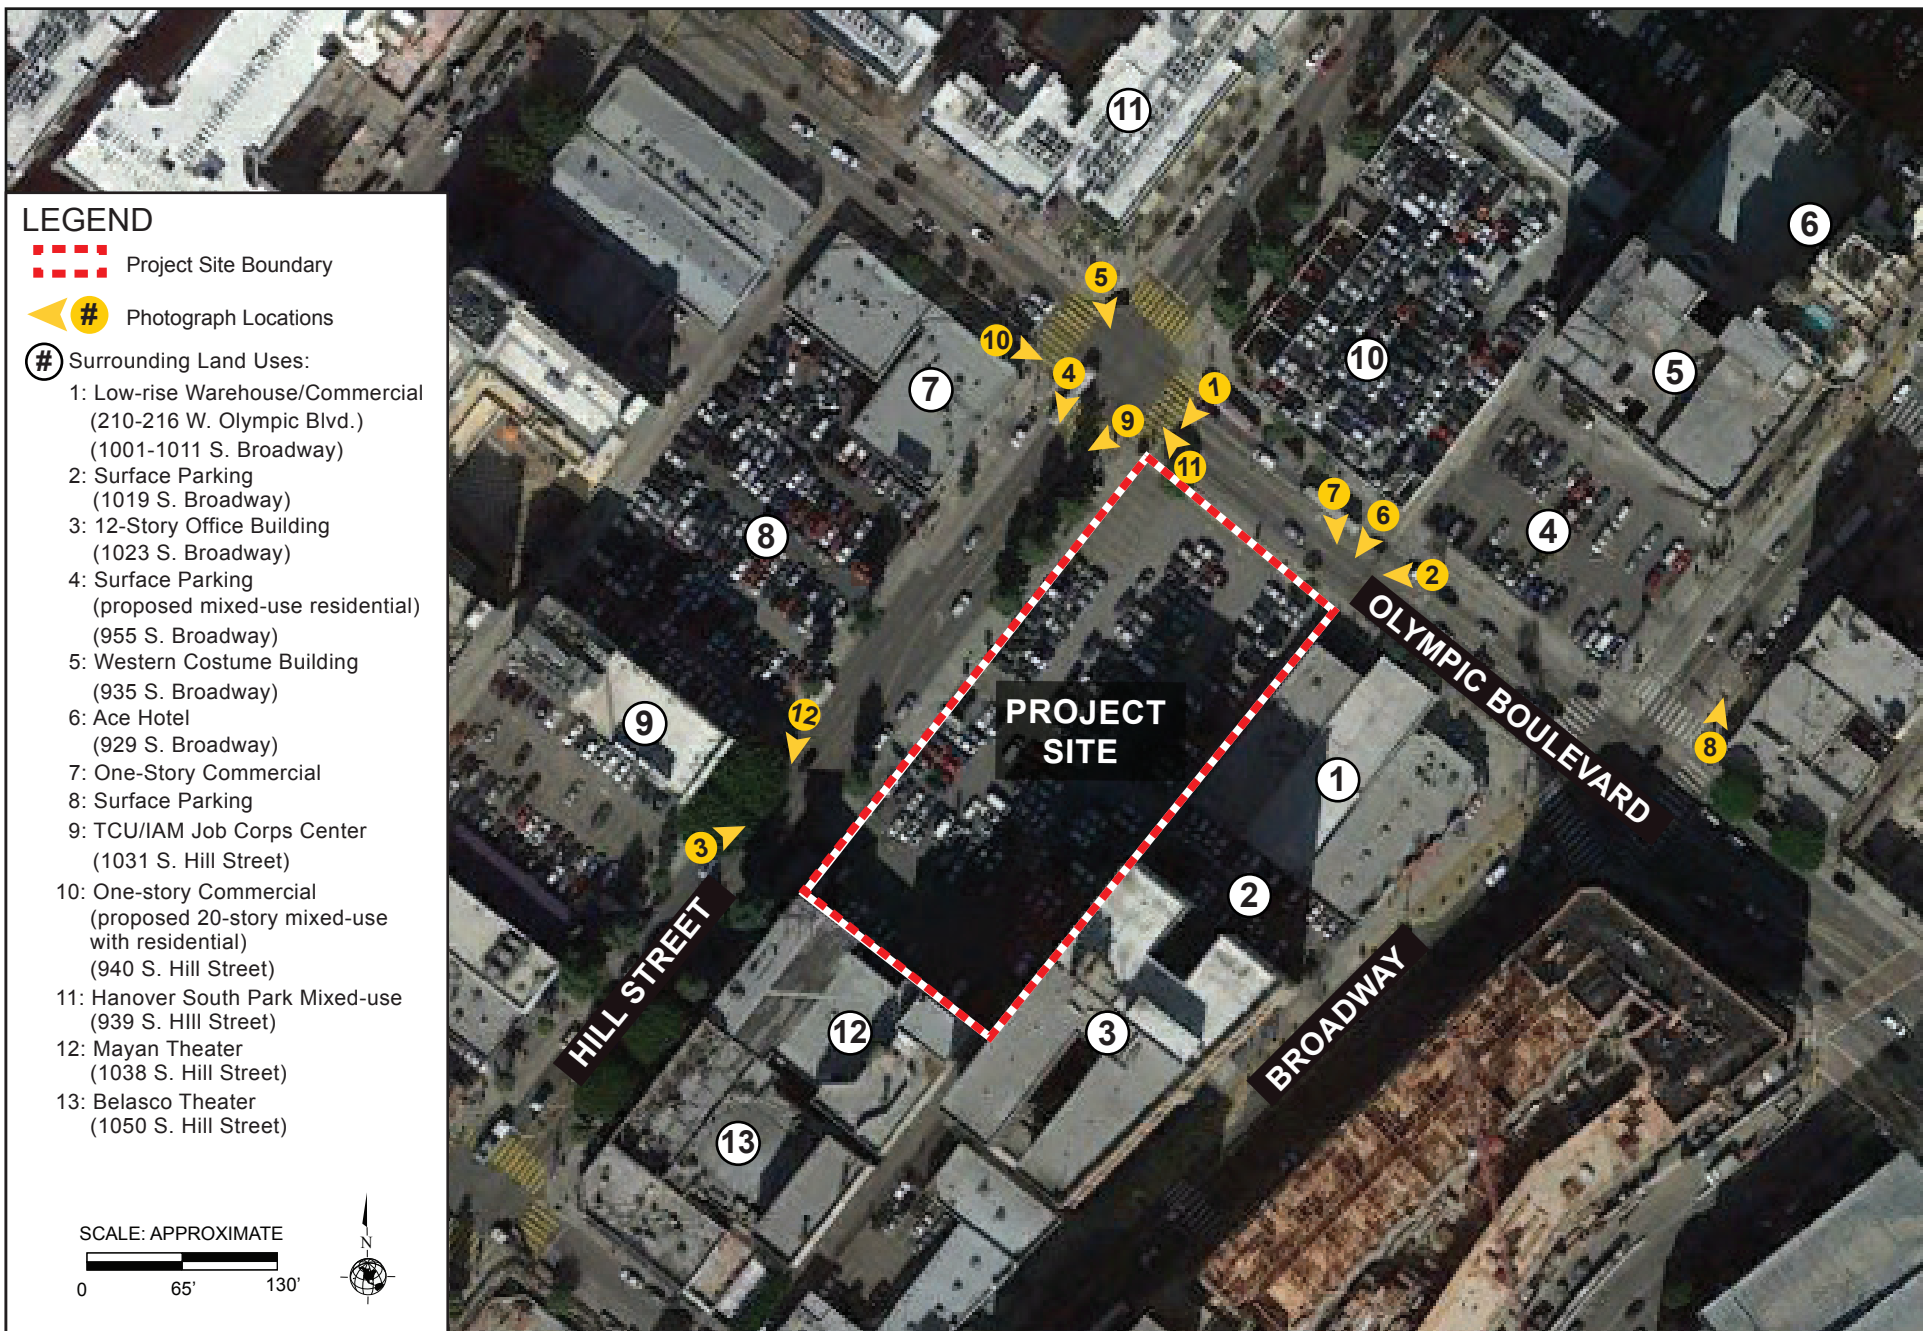 LEGEND
Project Site Boundary
# Photograph Locations
# Surrounding Land Uses:
1: Low-rise Warehouse/Commercial
(210-216 W. Olympic Blvd.)
(1001-1011 S. Broadway)
2: Surface Parking
(1019 S. Broadway)
3: 12-Story Office Building
(1023 S. Broadway)
4: Surface Parking
(proposed mixed-use residential)
(955 S. Broadway)
5: Western Costume Building
(935 S. Broadway)
6: Ace Hotel
(929 S. Broadway)
7: One-Story Commercial
8: Surface Parking
9: TCU/IAM Job Corps Center
(1031 S. Hill Street)
10: One-story Commercial
(proposed 20-story mixed-use
with residential)
(940 S. Hill Street)
11: Hanover South Park Mixed-use
(939 S. HIll Street)
12: Mayan Theater
(1038 S. Hill Street)
13: Belasco Theater
(1050 S. Hill Street)
SCALE: APPROXIMATE
0 65' 130'
N
11
6
5
10
10
5
4
1
7
9
11
7
6
8
4
2
OLYMPIC BOULEVARD
PROJECT
SITE
9
12
8
1
3
2
HILL STREET
BROADWAY
12
3
13